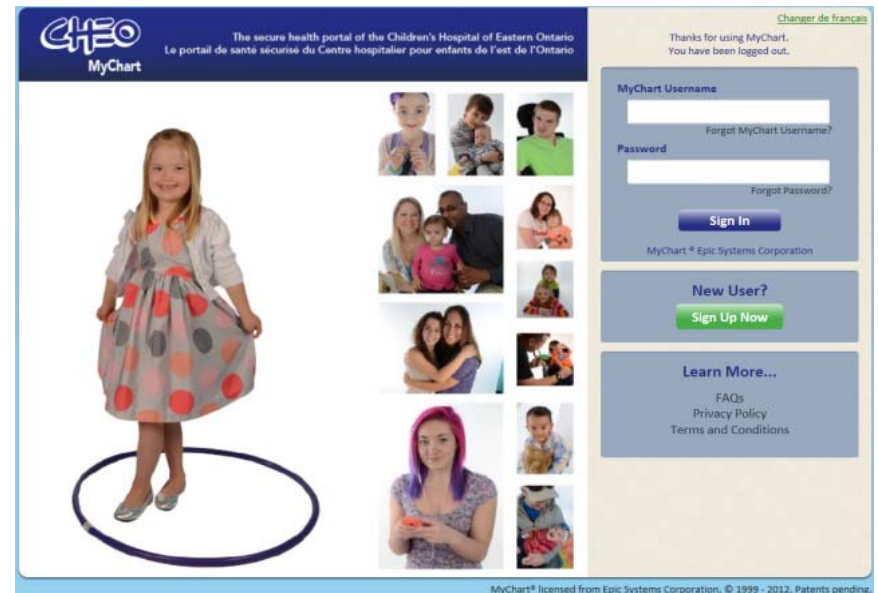 CHEO
MyChart
The secure health portal of the Children's Hospital of Eastern Ontario
Le portail de santé sécurisé du Centre hospitalier pour enfants de l'est de l'Ontario
Changer de français
Thanks for using MyChart.
You have been logged out.
MyChart Username
Forgot MyChart Username?
Password
Forgot Password?
Sign In
MyChart ® Epic Systems Corporation
New User?
Sign Up Now
Learn More...
FAQs
Privacy Policy
Terms and Conditions
MyChart® licensed from Epic Systems Corporation. © 1999 - 2012. Patents pending.